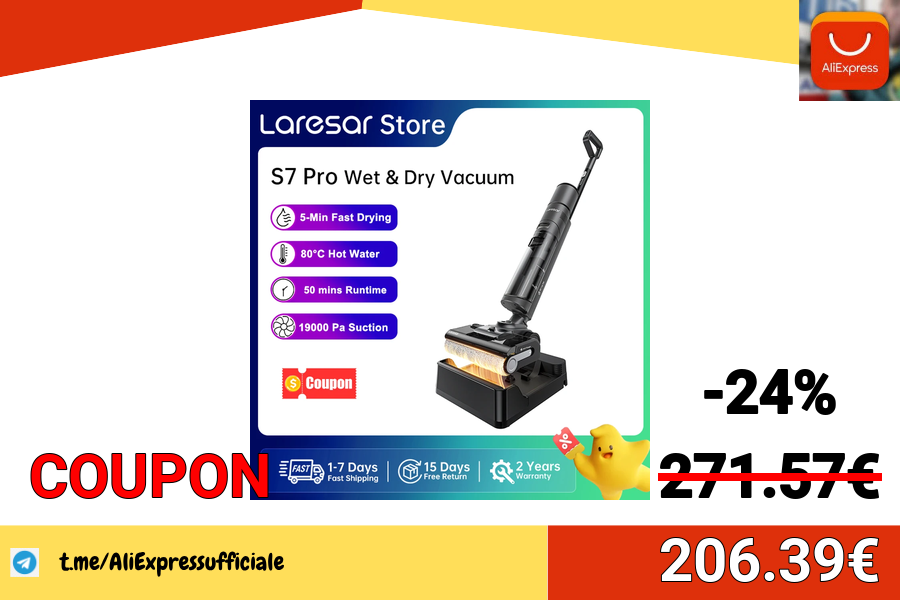 AliExpress
Laresar Store
S7 Pro Wet & Dry Vacuum
5-Min Fast Drying
80°C Hot Water
50 mins Runtime
19000 Pa Suction
$ Coupon
%
FAST
1-7 Days
Fast Shipping
15 Days
Free Return
2 Years
Warranty
-24%
COUPON
271.57€
t.me/AliExpressufficiale
206.39€